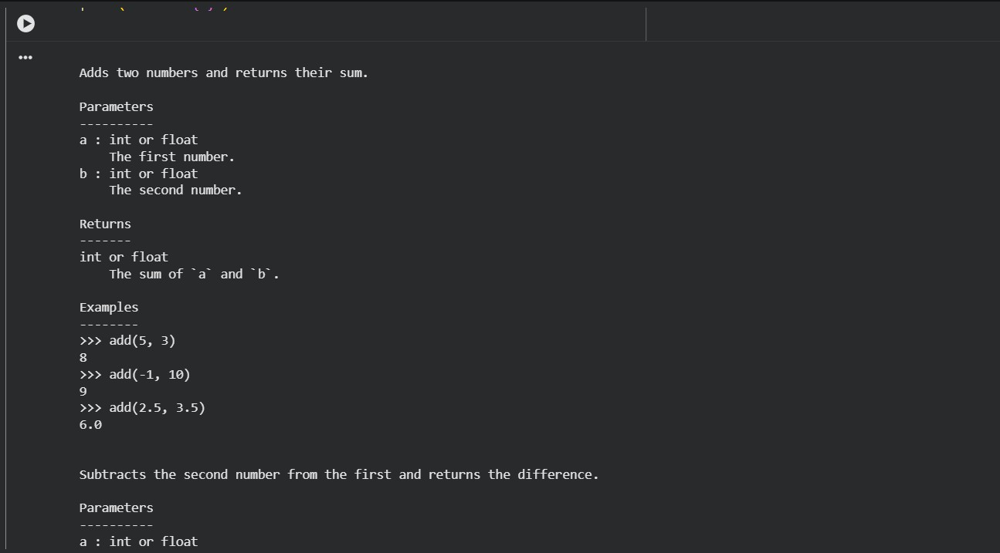 Adds two numbers and returns their sum.
Parameters
----------
a : int or float
    The first number.
b : int or float
    The second number.
Returns
-------
int or float
    The sum of `a` and `b`.
Examples
--------
>>> add(5, 3)
8
>>> add(-1, 10)
9
>>> add(2.5, 3.5)
6.0
Subtracts the second number from the first and returns the difference.
Parameters
----------
a : int or float